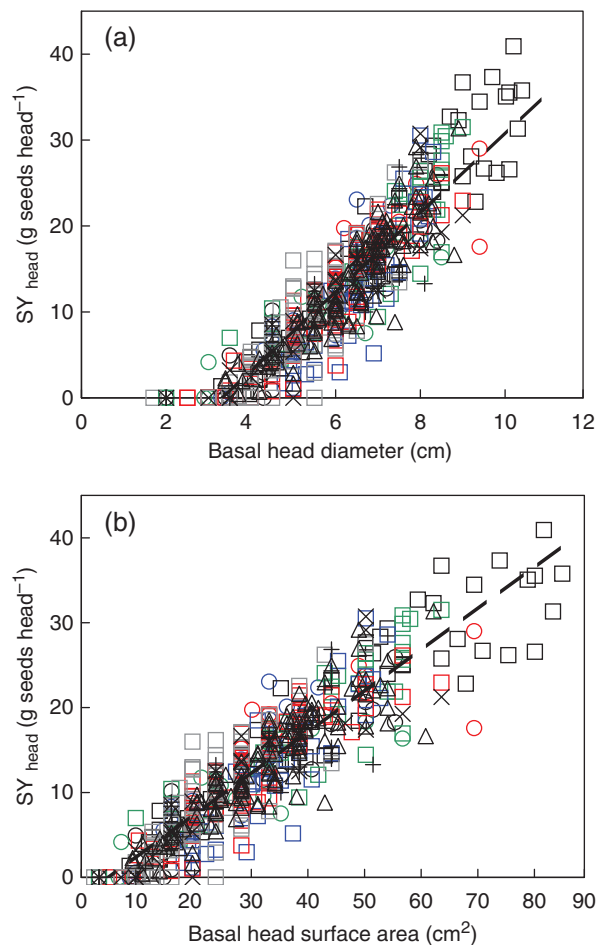 (a)
40
30
20
10
0
SY head (g seeds head⁻¹)
0 2 4 6 8 10 12
Basal head diameter (cm)
(b)
40
30
20
10
0
SY head (g seeds head⁻¹)
0 10 20 30 40 50 60 70 80 90
Basal head surface area (cm²)